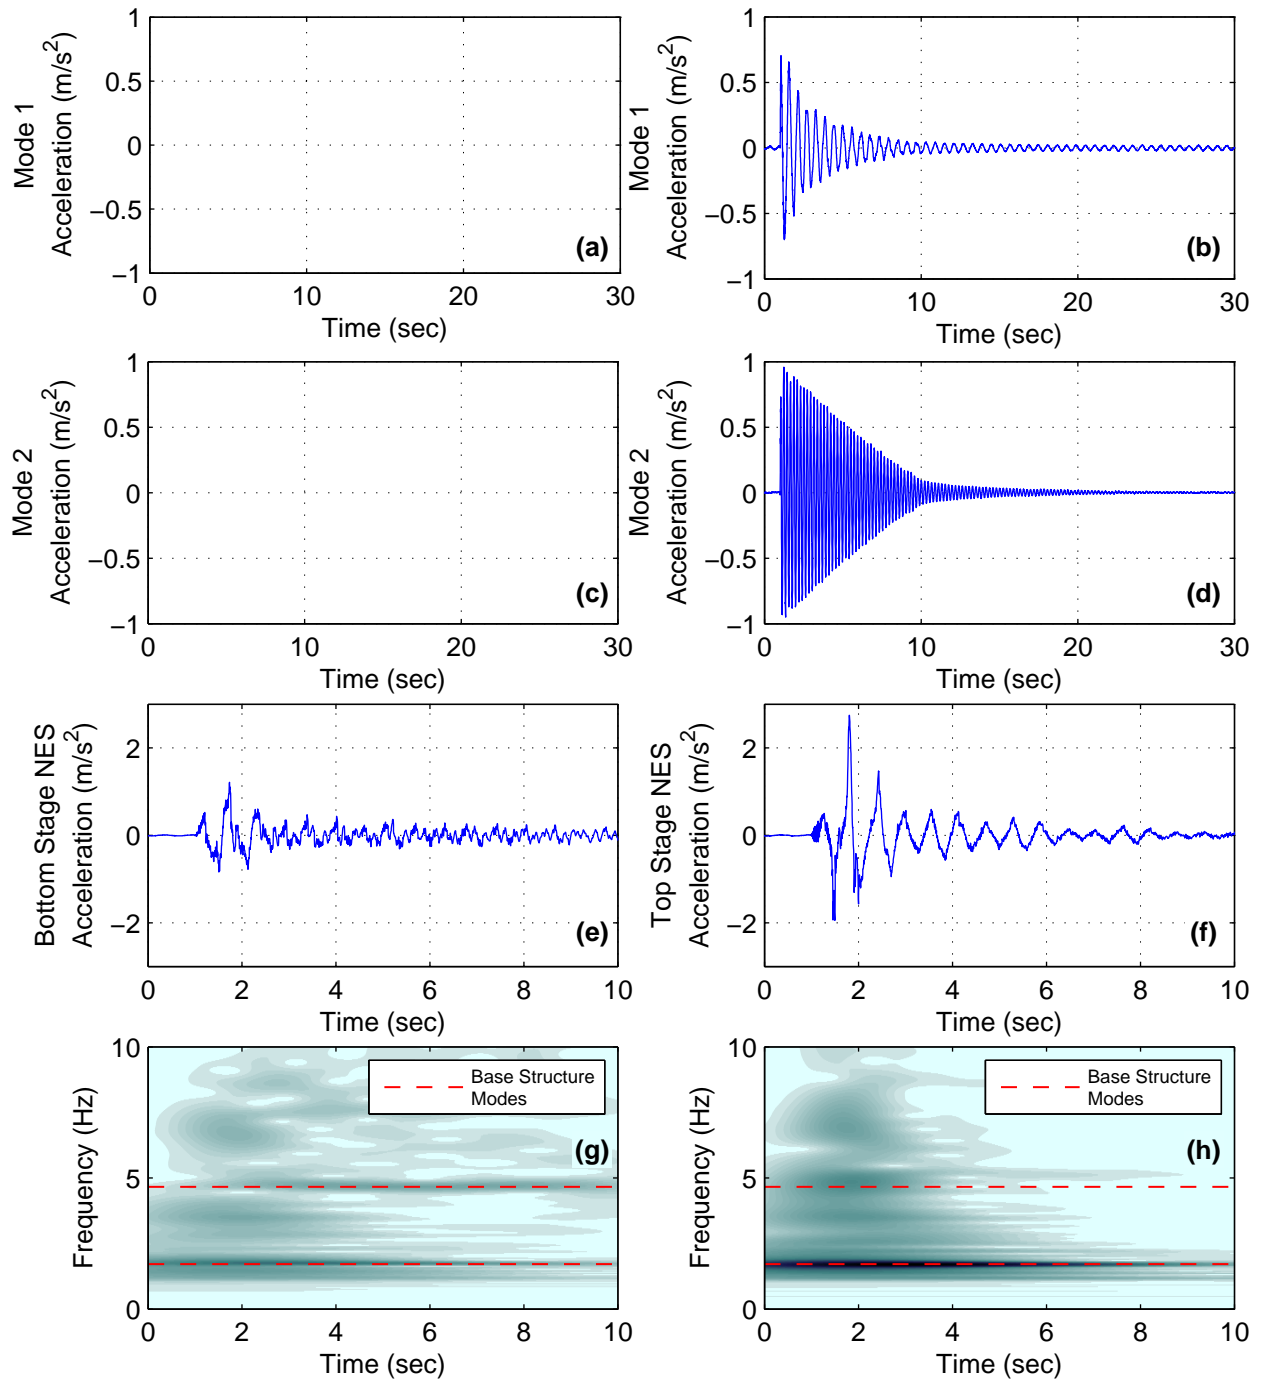 1
0.5
0
−0.5
−1
Mode 1
Acceleration (m/s2)
(a)
0 10 20 30
Time (sec)
1
0.5
0
−0.5
−1
Mode 1
Acceleration (m/s2)
(b)
0 10 20 30
Time (sec)
1
0.5
0
−0.5
−1
Mode 2
Acceleration (m/s2)
(c)
0 10 20 30
Time (sec)
1
0.5
0
−0.5
−1
Mode 2
Acceleration (m/s2)
(d)
0 10 20 30
Time (sec)
2
0
−2
Bottom Stage NES
Acceleration (m/s2)
(e)
0 2 4 6 8 10
Time (sec)
2
0
−2
Top Stage NES
Acceleration (m/s2)
(f)
0 2 4 6 8 10
Time (sec)
10
5
0
Frequency (Hz)
Base Structure
Modes
(g)
0 2 4 6 8 10
Time (sec)
10
5
0
Frequency (Hz)
Base Structure
Modes
(h)
0 2 4 6 8 10
Time (sec)